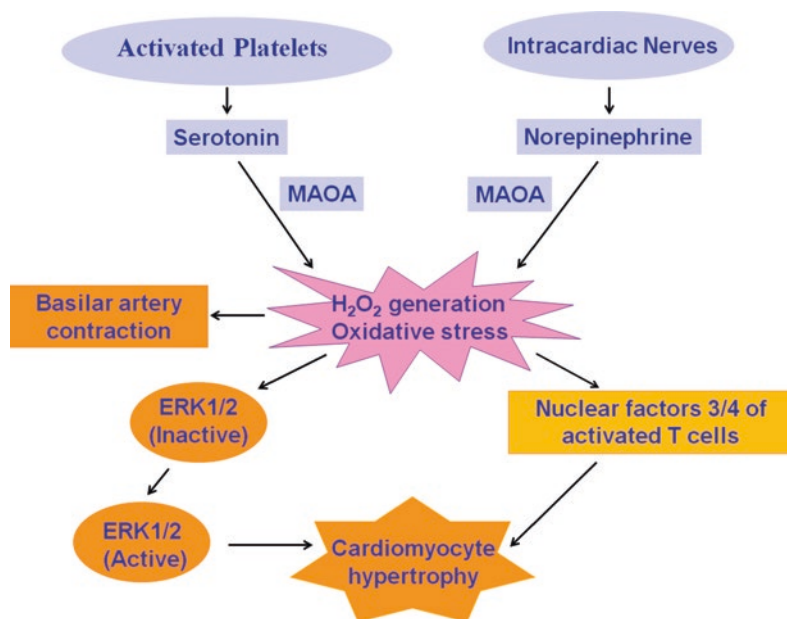 Activated Platelets
Intracardiac Nerves
Serotonin
Norepinephrine
MAOA
MAOA
H₂O₂ generation
Oxidative stress
Basilar artery
contraction
ERK1/2
(Inactive)
Nuclear factors 3/4 of
activated T cells
ERK1/2
(Active)
Cardiomyocyte
hypertrophy